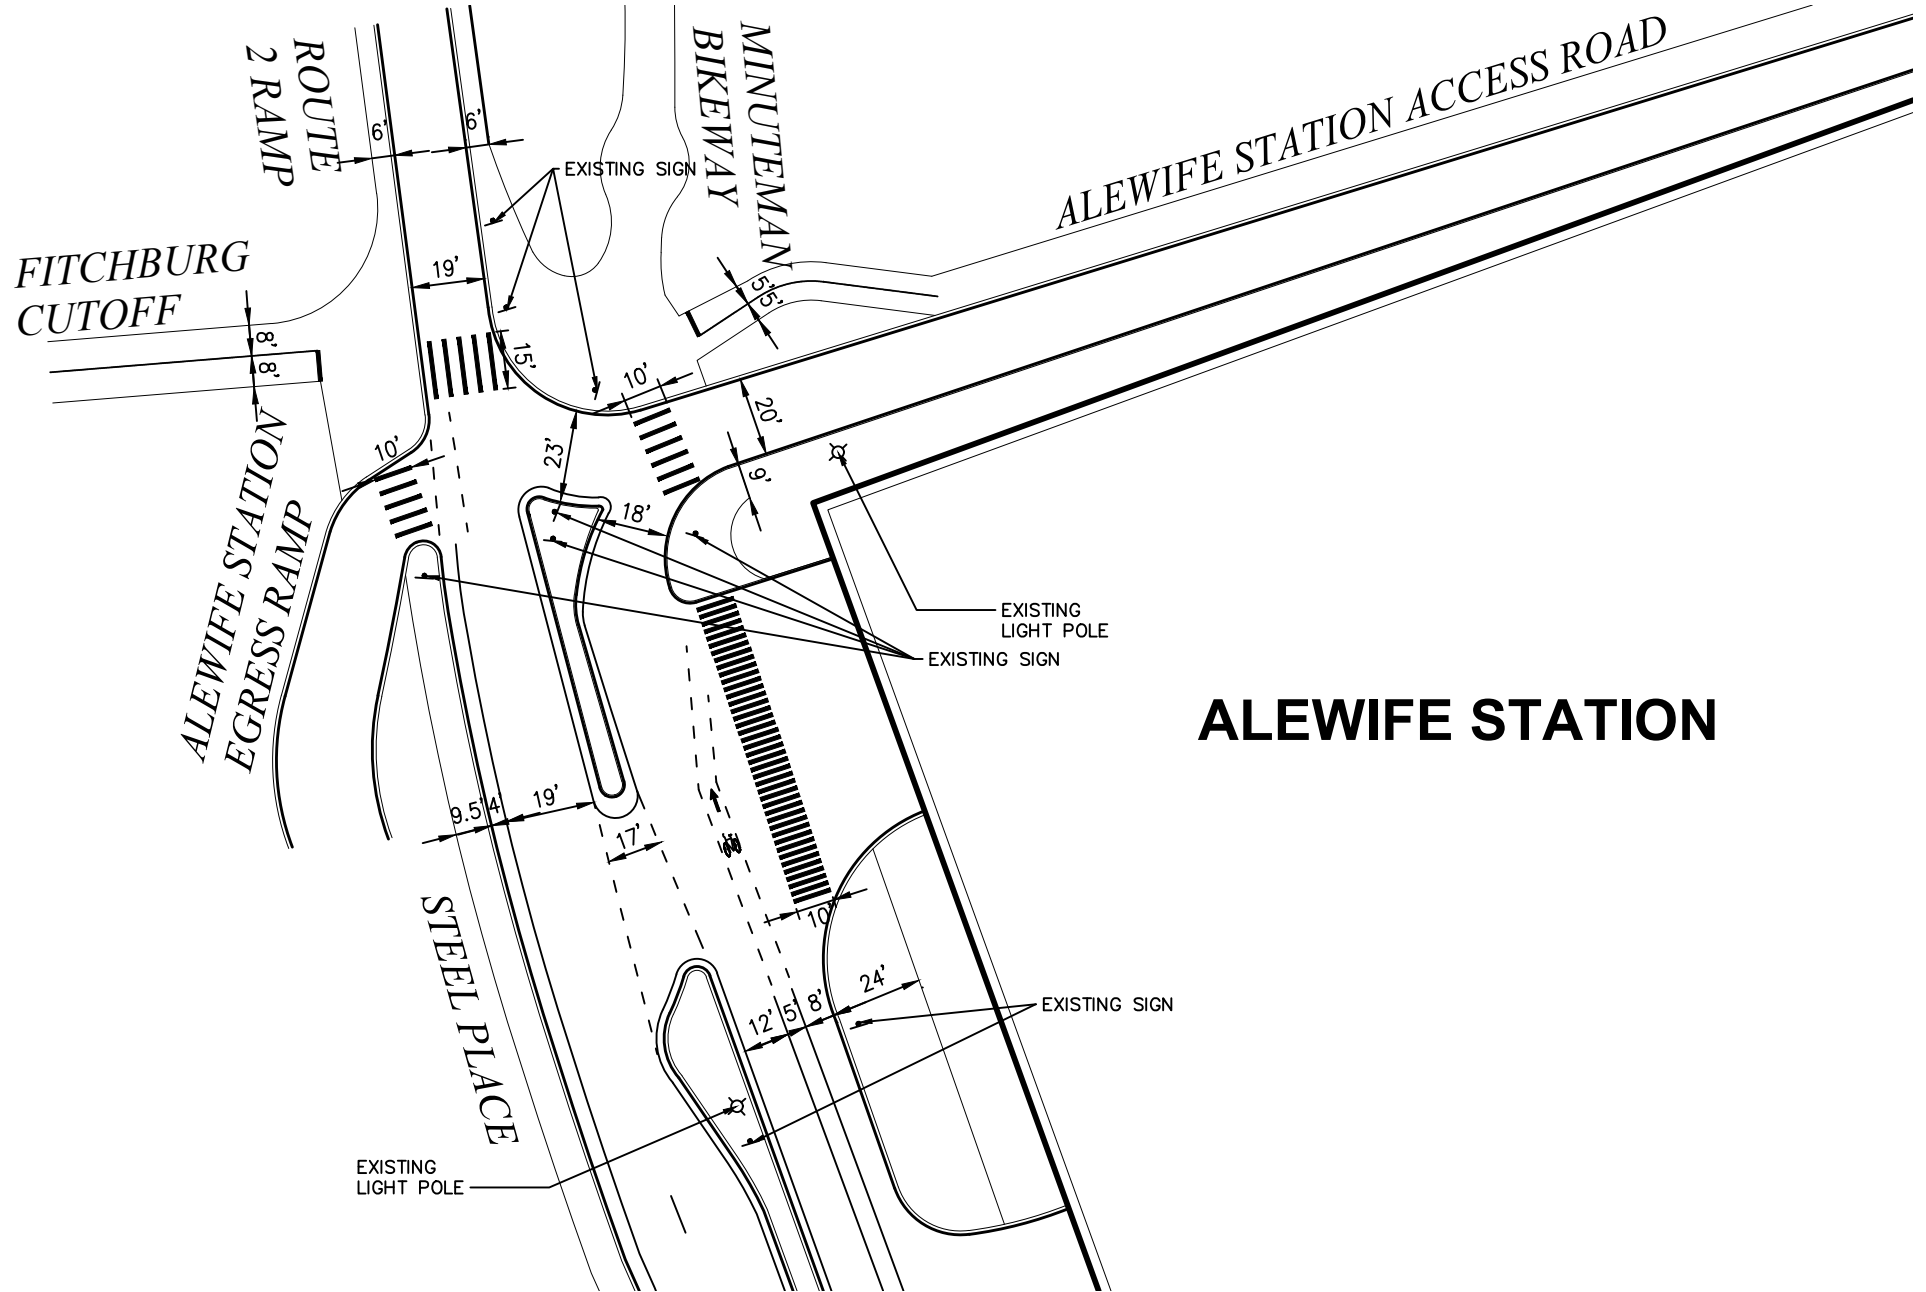 ROUTE
2 RAMP
MINUTEMAN
BIKEWAY
ALEWIFE STATION ACCESS ROAD
6'
6'
EXISTING SIGN
FITCHBURG
CUTOFF
19'
5'
5'
8'
8'
15'
10'
20'
10'
23'
9'
18'
ALEWIFE STATION
EGRESS RAMP
EXISTING
LIGHT POLE
EXISTING SIGN
ALEWIFE STATION
9.5'
4'
19'
17'
10'
STEEL PLACE
24'
12'
5'
8'
EXISTING SIGN
EXISTING
LIGHT POLE